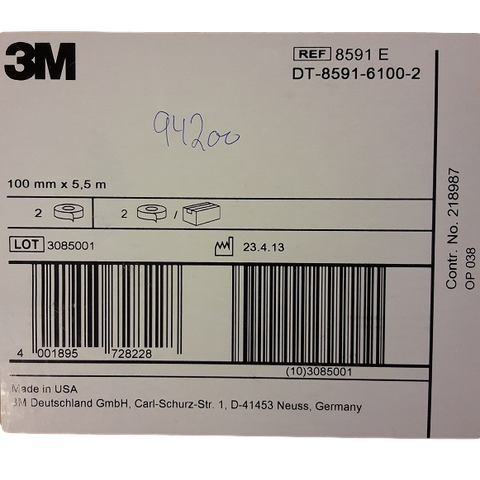 3M
REF 8591 E
DT-8591-6100-2
94200
100 mm x 5,5 m
2 2 /
LOT 3085001 23.4.13
4 001895 728228
(10)3085001
Made in USA
3M Deutschland GmbH, Carl-Schurz-Str. 1, D-41453 Neuss, Germany
Contr. No. 218987
OP 038